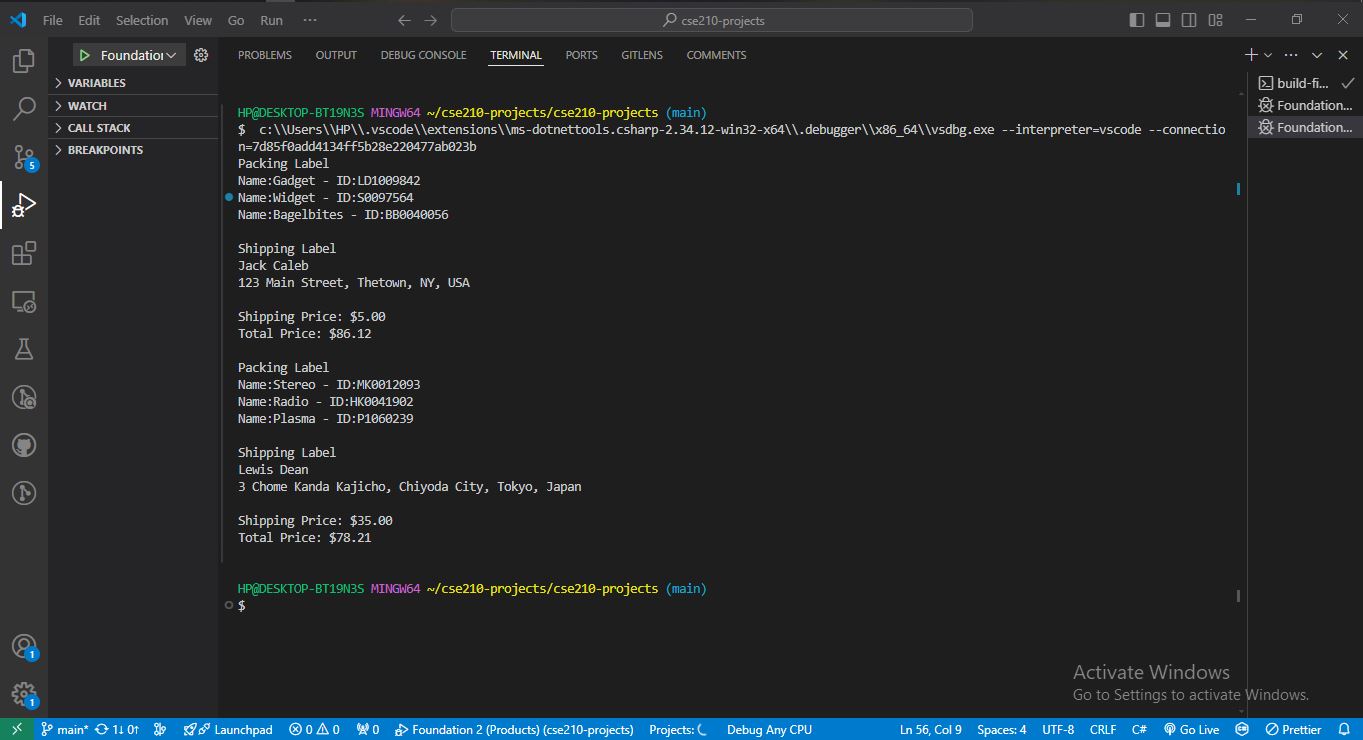 File Edit Selection View Go Run ··· cse210-projects
Foundation
PROBLEMS OUTPUT DEBUG CONSOLE TERMINAL PORTS GITLENS COMMENTS
VARIABLES
WATCH
CALL STACK
BREAKPOINTS
build-fi...
Foundation...
Foundation...
HP@DESKTOP-BT19N3S MINGW64 ~/cse210-projects/cse210-projects (main)
$  c:\\Users\\HP\\.vscode\\extensions\\ms-dotnettools.csharp-2.34.12-win32-x64\\.debugger\\x86_64\\vsdbg.exe --interpreter=vscode --connectio
n=7d85f0add4134ff5b28e220477ab023b
Packing Label
Name:Gadget - ID:LD1009842
Name:Widget - ID:S0097564
Name:Bagelbites - ID:BB0040056
Shipping Label
Jack Caleb
123 Main Street, Thetown, NY, USA
Shipping Price: $5.00
Total Price: $86.12
Packing Label
Name:Stereo - ID:MK0012093
Name:Radio - ID:HK0041902
Name:Plasma - ID:P1060239
Shipping Label
Lewis Dean
3 Chome Kanda Kajicho, Chiyoda City, Tokyo, Japan
Shipping Price: $35.00
Total Price: $78.21
HP@DESKTOP-BT19N3S MINGW64 ~/cse210-projects/cse210-projects (main)
$
5
1
1
Activate Windows
Go to Settings to activate Windows.
main* 1↓ 0↑ Launchpad 0 0 0 Foundation 2 (Products) (cse210-projects) Projects: Debug Any CPU Ln 56, Col 9 Spaces: 4 UTF-8 CRLF C# Go Live Prettier